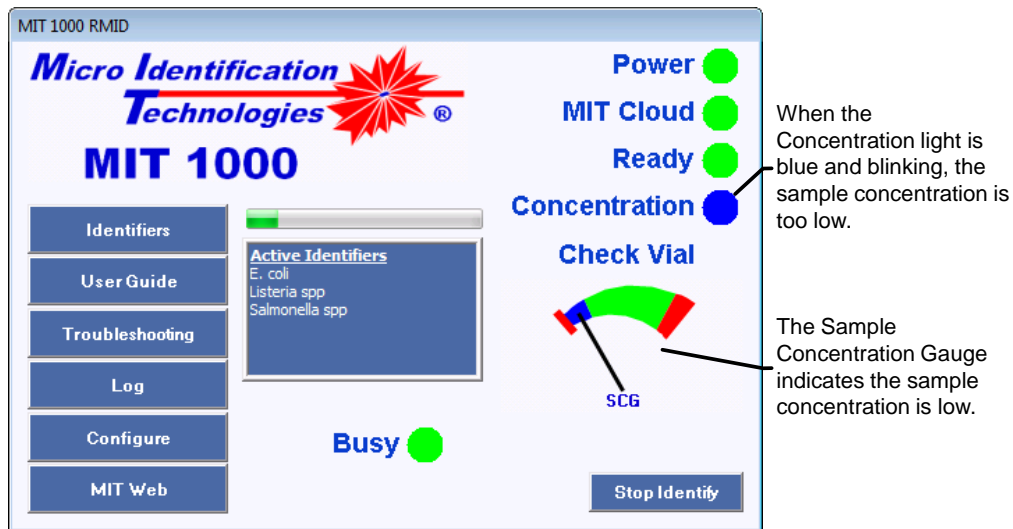 MIT 1000 RMID
Micro Identification
Technologies ®
MIT 1000
Power
MIT Cloud
Ready
Concentration
Check Vial
SCG
Identifiers
User Guide
Troubleshooting
Log
Configure
MIT Web
Active Identifiers
E. coli
Listeria spp
Salmonella spp
Busy
Stop Identify
When the
Concentration light is
blue and blinking, the
sample concentration is
too low.
The Sample
Concentration Gauge
indicates the sample
concentration is low.